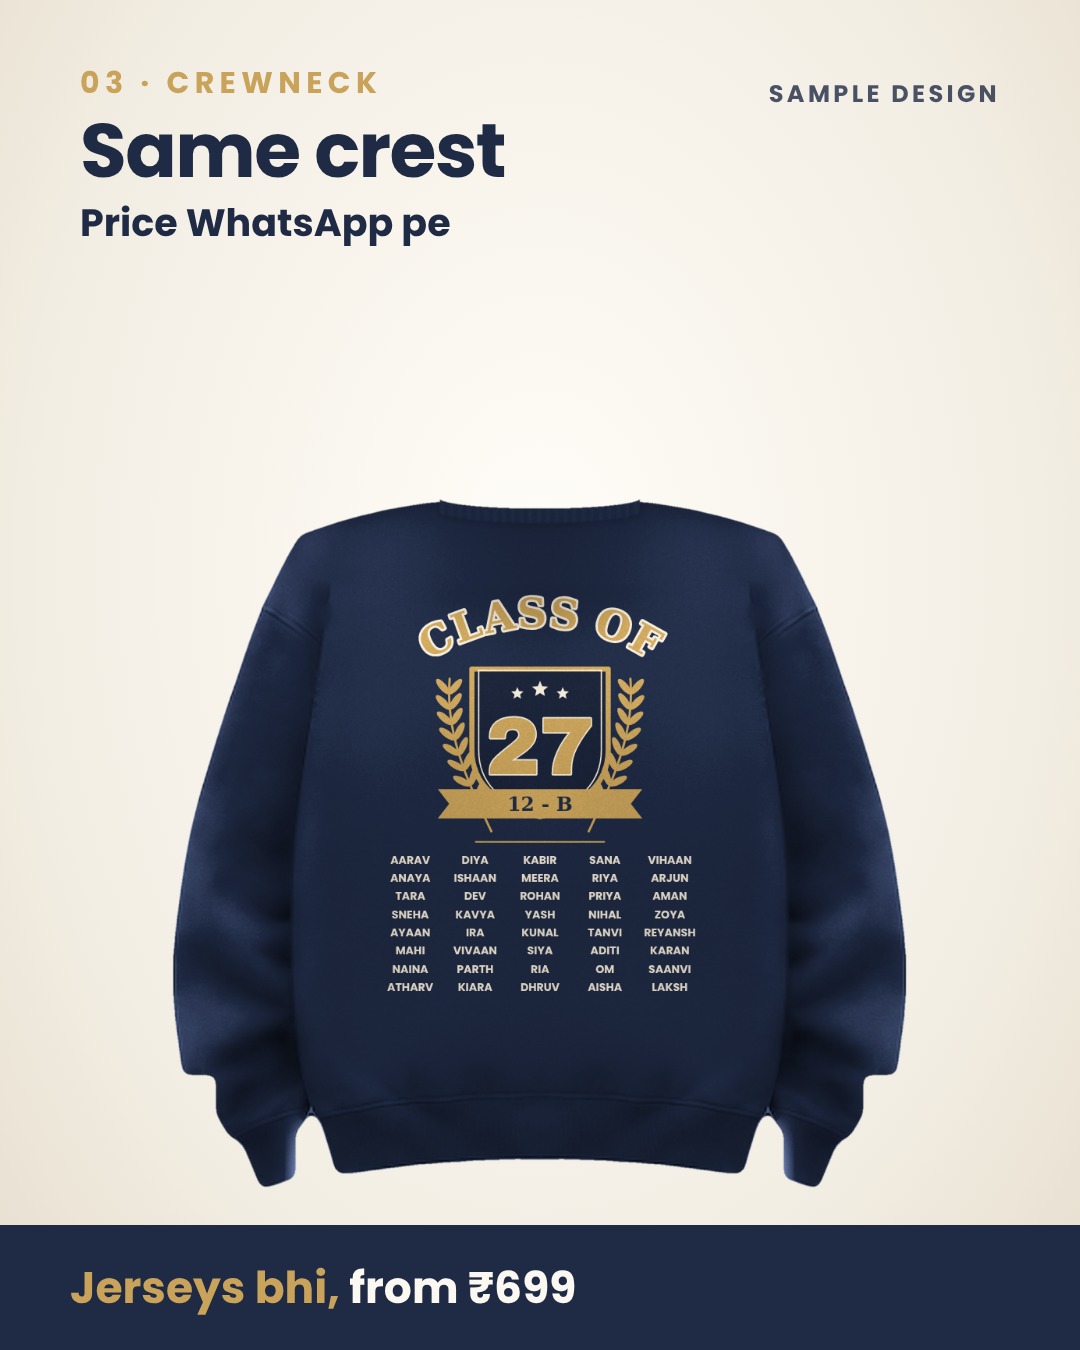 03 · CREWNECK
SAMPLE DESIGN
Same crest
Price WhatsApp pe
CLASS OF
27
12 - B
AARAV DIYA KABIR SANA VIHAAN
ANAYA ISHAAN MEERA RIYA ARJUN
TARA DEV ROHAN PRIYA AMAN
SNEHA KAVYA YASH NIHAL ZOYA
AYAAN IRA KUNAL TANVI REYANSH
MAHI VIVAAN SIYA ADITI KARAN
NAINA PARTH RIA OM SAANVI
ATHARV KIARA DHRUV AISHA LAKSH
Jerseys bhi, from ₹699